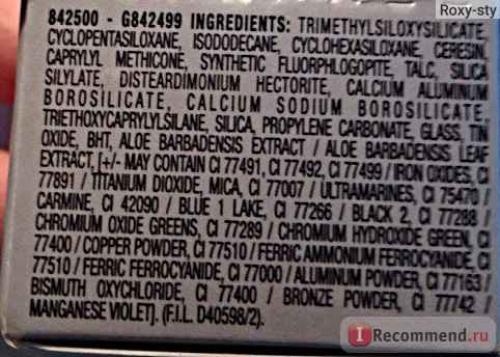 Roxy-sty
842500 - G842499 INGREDIENTS: TRIMETHYLSILOXYSILICATE,
CYCLOPENTASILOXANE, ISODODECANE, CYCLOHEXASILOXANE, CERESIN,
CAPRYLYL METHICONE, SYNTHETIC FLUORPHLOGOPITE, TALC, SILICA
SILYLATE, DISTEARDIMONIUM HECTORITE, CALCIUM ALUMINUM
BOROSILICATE, CALCIUM SODIUM BOROSILICATE,
TRIETHOXYCAPRYLYLSILANE, SILICA, PROPYLENE CARBONATE, GLASS, TIN
OXIDE, BHT, ALOE BARBADENSIS EXTRACT / ALOE BARBADENSIS LEAF
EXTRACT, [+/- MAY CONTAIN CI 77491, CI 77492, CI 77499 / IRON OXIDES, CI
77891 / TITANIUM DIOXIDE, MICA, CI 77007 / ULTRAMARINES, CI 75470 /
CARMINE, CI 42090 / BLUE 1 LAKE, CI 77266 / BLACK 2, CI 77288 /
CHROMIUM OXIDE GREENS, CI 77289 / CHROMIUM HYDROXIDE GREEN, CI
77400 / COPPER POWDER, CI 77510 / FERRIC AMMONIUM FERROCYANIDE, CI
77510 / FERRIC FERROCYANIDE, CI 77000 / ALUMINUM POWDER, CI 77163 /
BISMUTH OXYCHLORIDE, CI 77400 / BRONZE POWDER, CI 77742 /
MANGANESE VIOLET]. (F.I.L. D40598/2).
I Recommend.ru